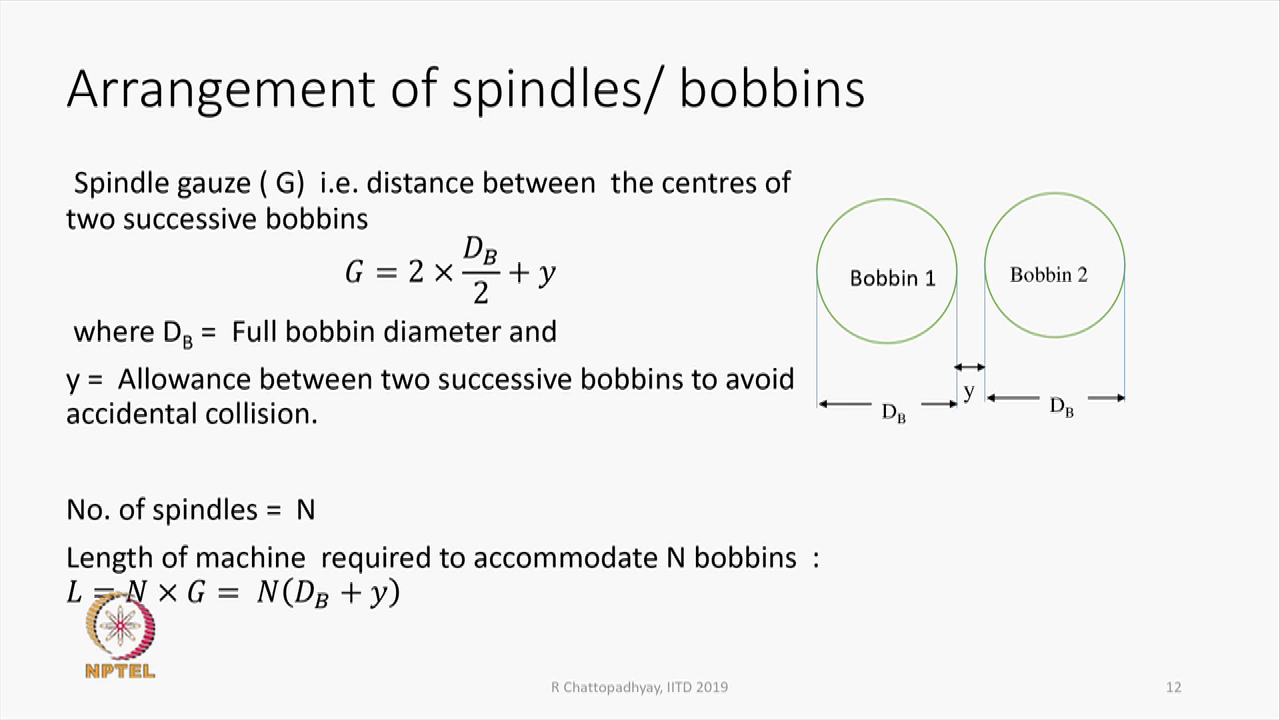 Arrangement of spindles/ bobbins
Spindle gauze ( G) i.e. distance between the centres of
two successive bobbins
G = 2 × D_B/2 + y
where D_B = Full bobbin diameter and
y = Allowance between two successive bobbins to avoid
accidental collision.
No. of spindles = N
Length of machine required to accommodate N bobbins :
L = N × G = N(D_B + y)
Bobbin 1
Bobbin 2
y
D_B
D_B
NPTEL
R Chattopadhyay, IITD 2019
12